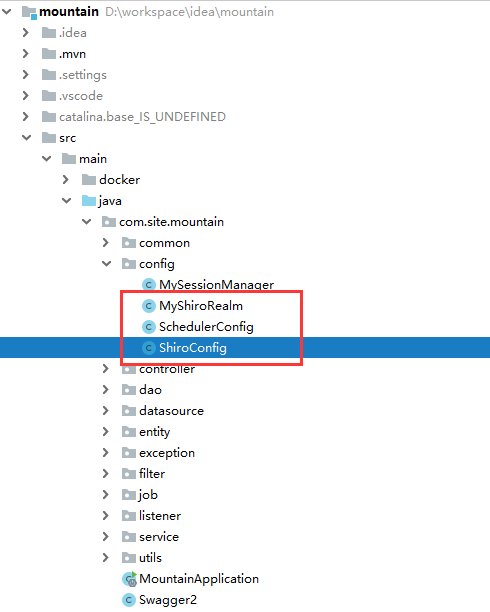 mountain D:\workspace\idea\mountain
.idea
.mvn
.settings
.vscode
catalina.base_IS_UNDEFINED
src
main
docker
java
com.site.mountain
common
config
MySessionManager
MyShiroRealm
SchedulerConfig
ShiroConfig
controller
dao
datasource
entity
exception
filter
job
listener
service
utils
MountainApplication
Swagger2